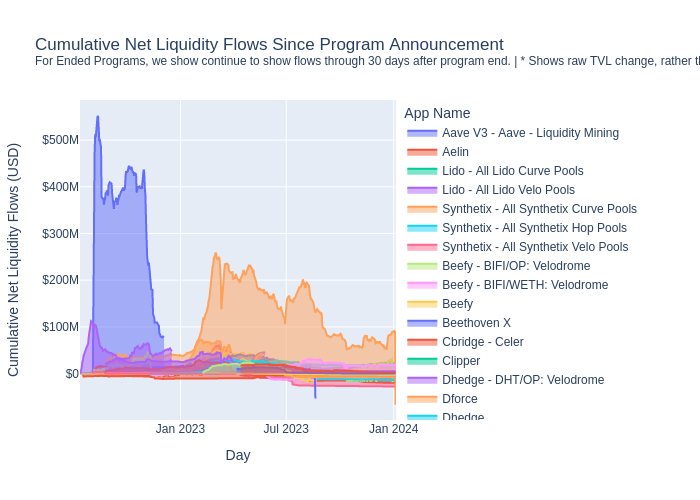 Cumulative Net Liquidity Flows Since Program Announcement
For Ended Programs, we show continue to show flows through 30 days after program end. | * Shows raw TVL change, rather
App Name
Cumulative Net Liquidity Flows (USD)
$500M
$400M
$300M
$200M
$100M
$0
Jan 2023
Jul 2023
Jan 2024
Day
Aave V3 - Aave - Liquidity Mining
Aelin
Lido - All Lido Curve Pools
Lido - All Lido Velo Pools
Synthetix - All Synthetix Curve Pools
Synthetix - All Synthetix Hop Pools
Synthetix - All Synthetix Velo Pools
Beefy - BIFI/OP: Velodrome
Beefy - BIFI/WETH: Velodrome
Beefy
Beethoven X
Cbridge - Celer
Clipper
Dhedge - DHT/OP: Velodrome
Dforce
Dhedge